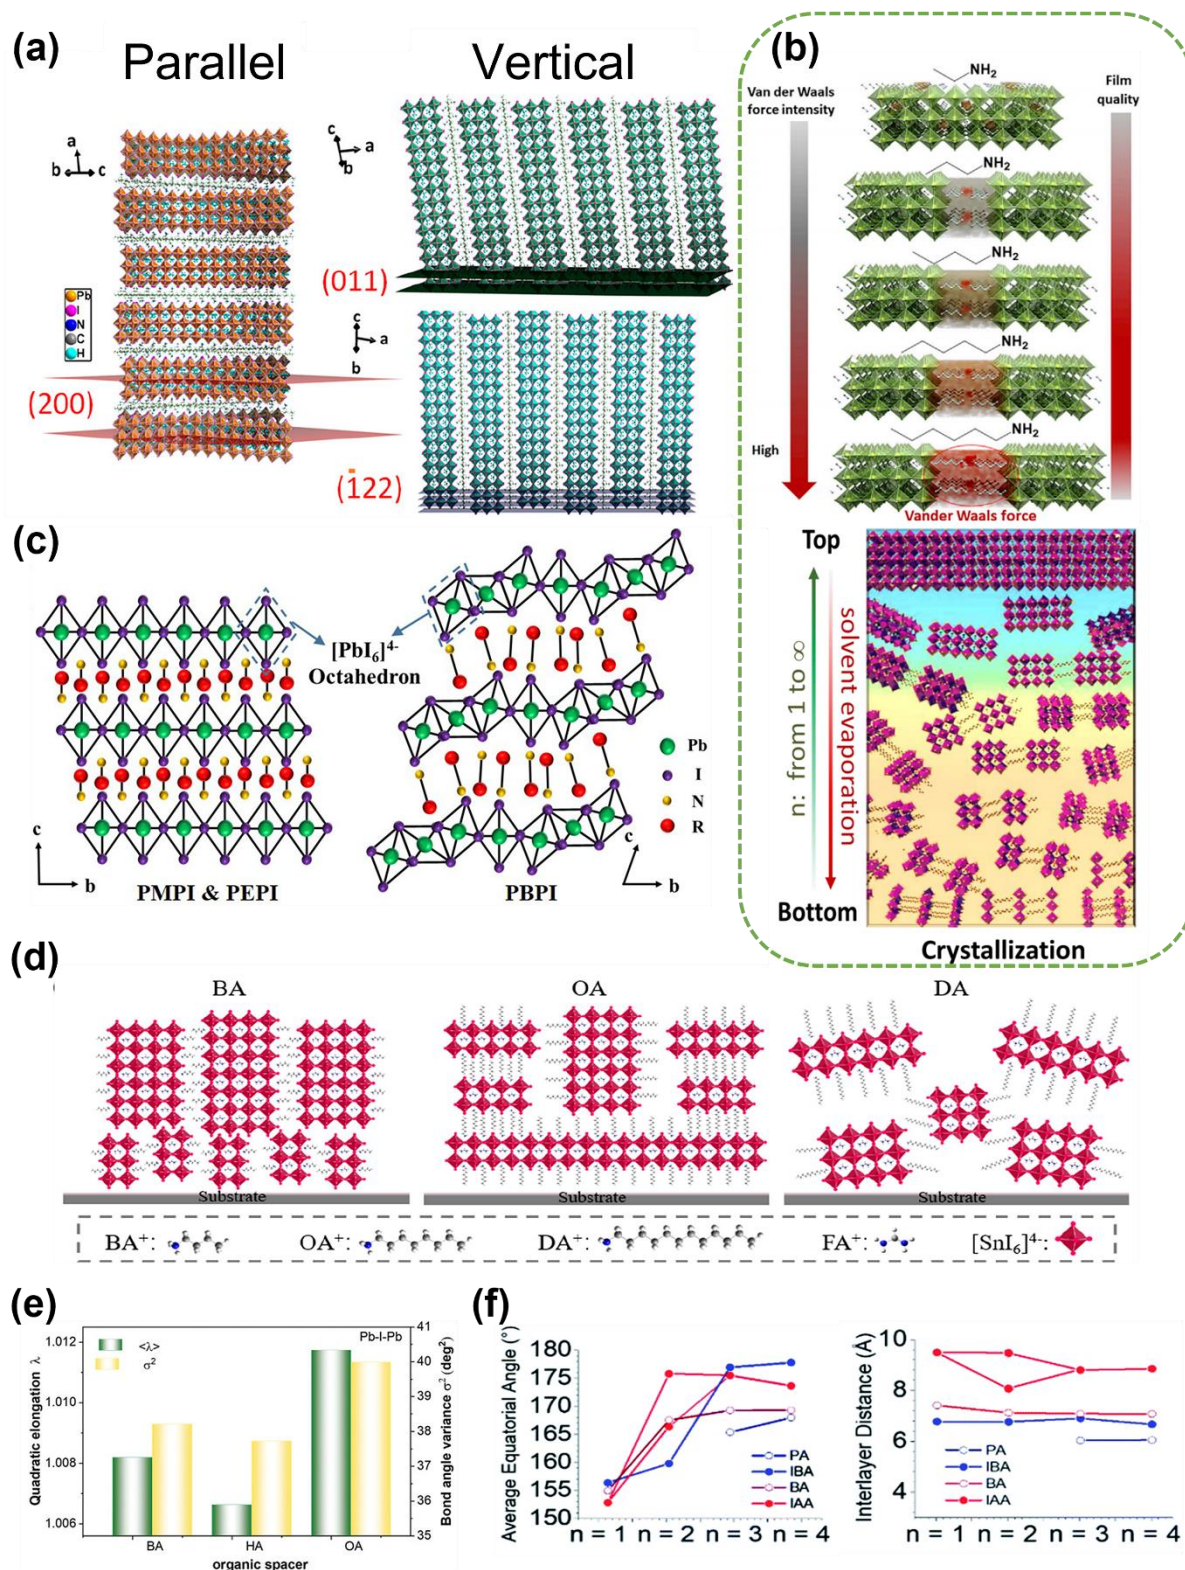 (a)
Parallel
Vertical
a
b
c
c
a
b
Pb
I
N
C
H
(011)
c
a
b
(200)
(1̄22)
(b)
Van der Waals
force intensity
NH2
Film
quality
NH2
NH2
NH2
NH2
High
Vander Waals force
Top
n: from 1 to ∞
solvent evaporation
Bottom
Crystallization
(c)
[PbI6]4-
Octahedron
Pb
I
N
R
c
b
PMPI & PEPI
PBPI
c
b
(d)
BA
OA
DA
Substrate
Substrate
Substrate
BA+:
OA+:
DA+:
FA+:
[SnI6]4-:
(e)
Quadratic elongation λ
1.012
1.010
1.008
1.006
<λ>
σ2
Pb-I-Pb
41
40
39
38
37
36
35
Bond angle variance σ2 (deg2)
BA
HA
OA
organic spacer
(f)
Average Equatorial Angle (°)
180
175
170
165
160
155
150
PA
IBA
BA
IAA
n = 1
n = 2
n = 3
n = 4
Interlayer Distance (Å)
10
8
6
4
PA
IBA
BA
IAA
n = 1
n = 2
n = 3
n = 4